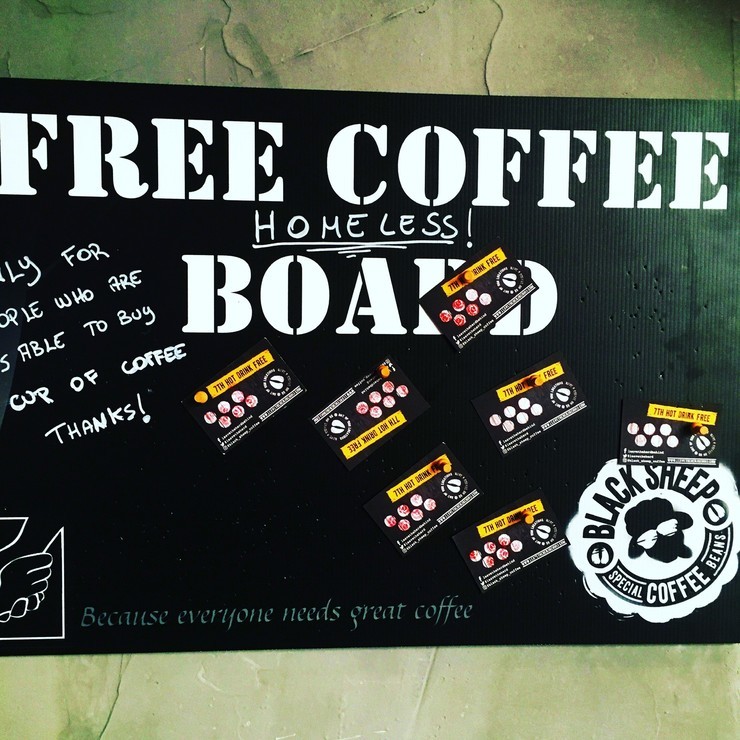 FREE COFFEE
HOMELESS!
BOARD
FOR
WHO ARE
ABLE TO BUY
CUP OF COFFEE
THANKS!
7TH HOT DRINK FREE
7TH HOT DRINK FREE
7TH HOT DRINK FREE
7TH HOT DRINK FREE
7TH HOT DRINK FREE
7TH HOT DRINK FREE
7TH HOT DRINK FREE
BLACK SHEEP
SPECIAL COFFEE BEANS
Because everyone needs great coffee